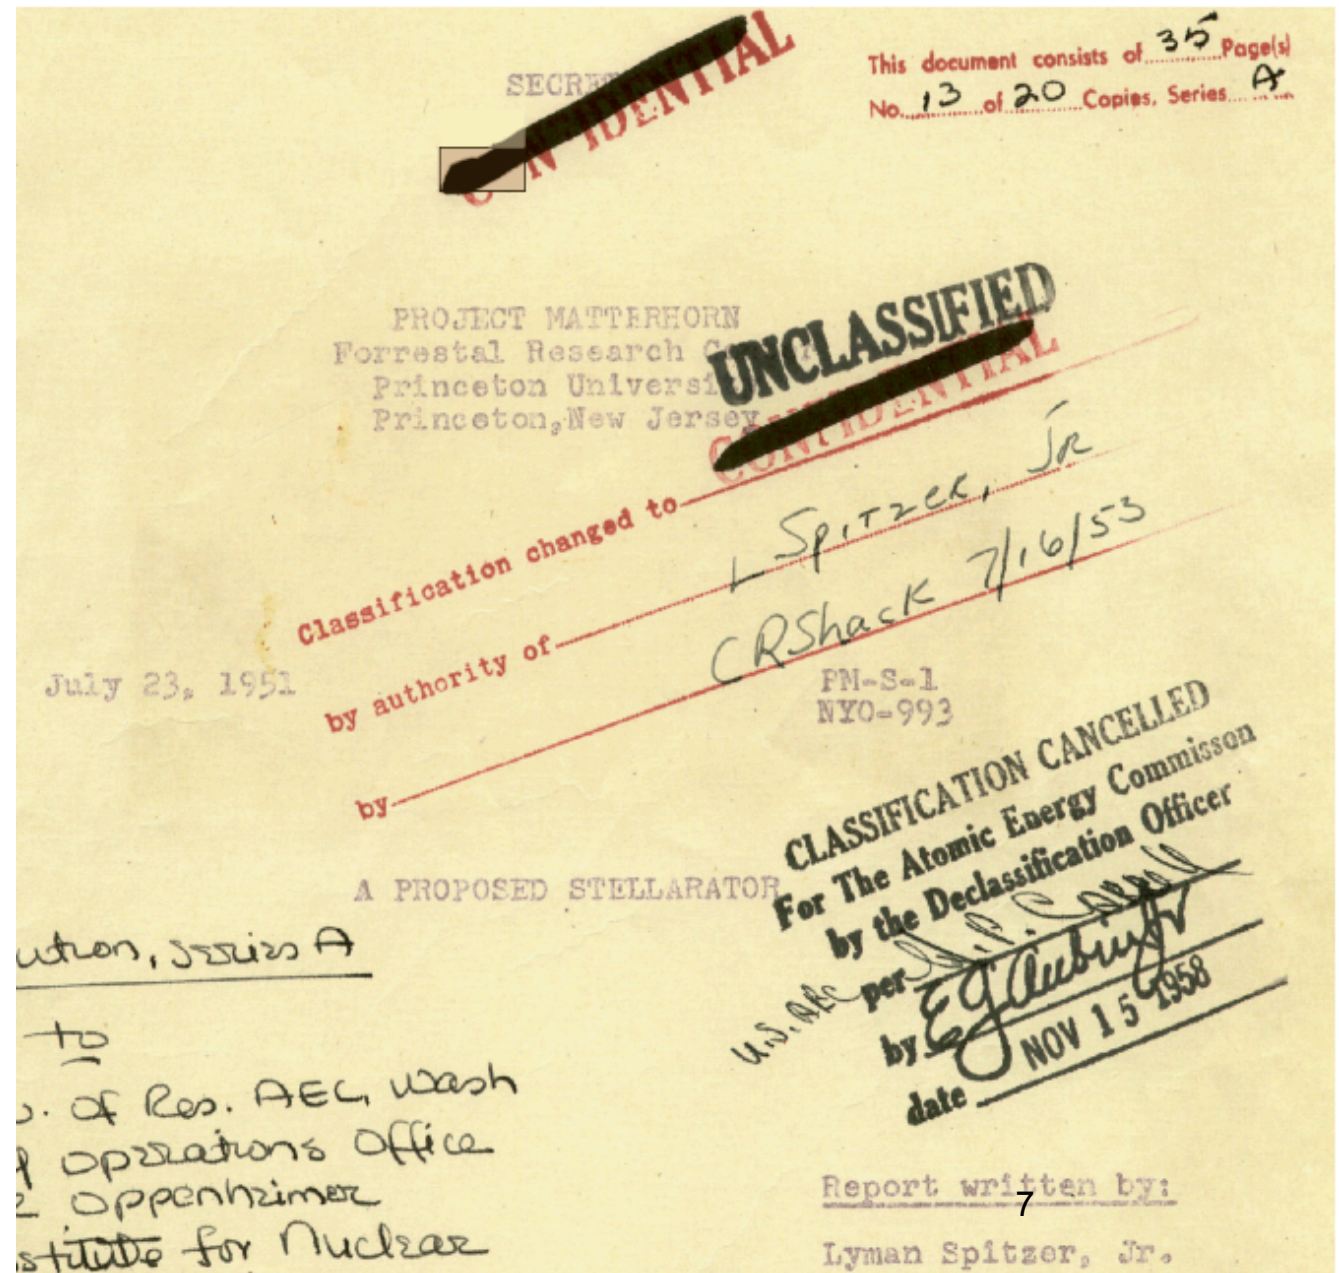 SECRET
CONFIDENTIAL
This document consists of 35 Page(s)
No. 13 of 20 Copies, Series A
PROJECT MATTERHORN
Forrestal Research
Princeton
Princeton, New Jersey
UNCLASSIFIED
CONFIDENTIAL
Classification changed to
by authority of L Spitzer, Jr
by CRShack 7/16/53
July 23, 1951
PM-S-1
NYO-993
CLASSIFICATION CANCELLED
For The Atomic Energy Commisson
by the Declassification Officer
U.S. AEC per
by
date NOV 15 1958
A PROPOSED STELLARATOR
ution, Series A
to
. of Res. AEC, Wash
Operations Office
Oppenheimer
stitute for Nuclear
Report written by:
7
Lyman Spitzer, Jr.